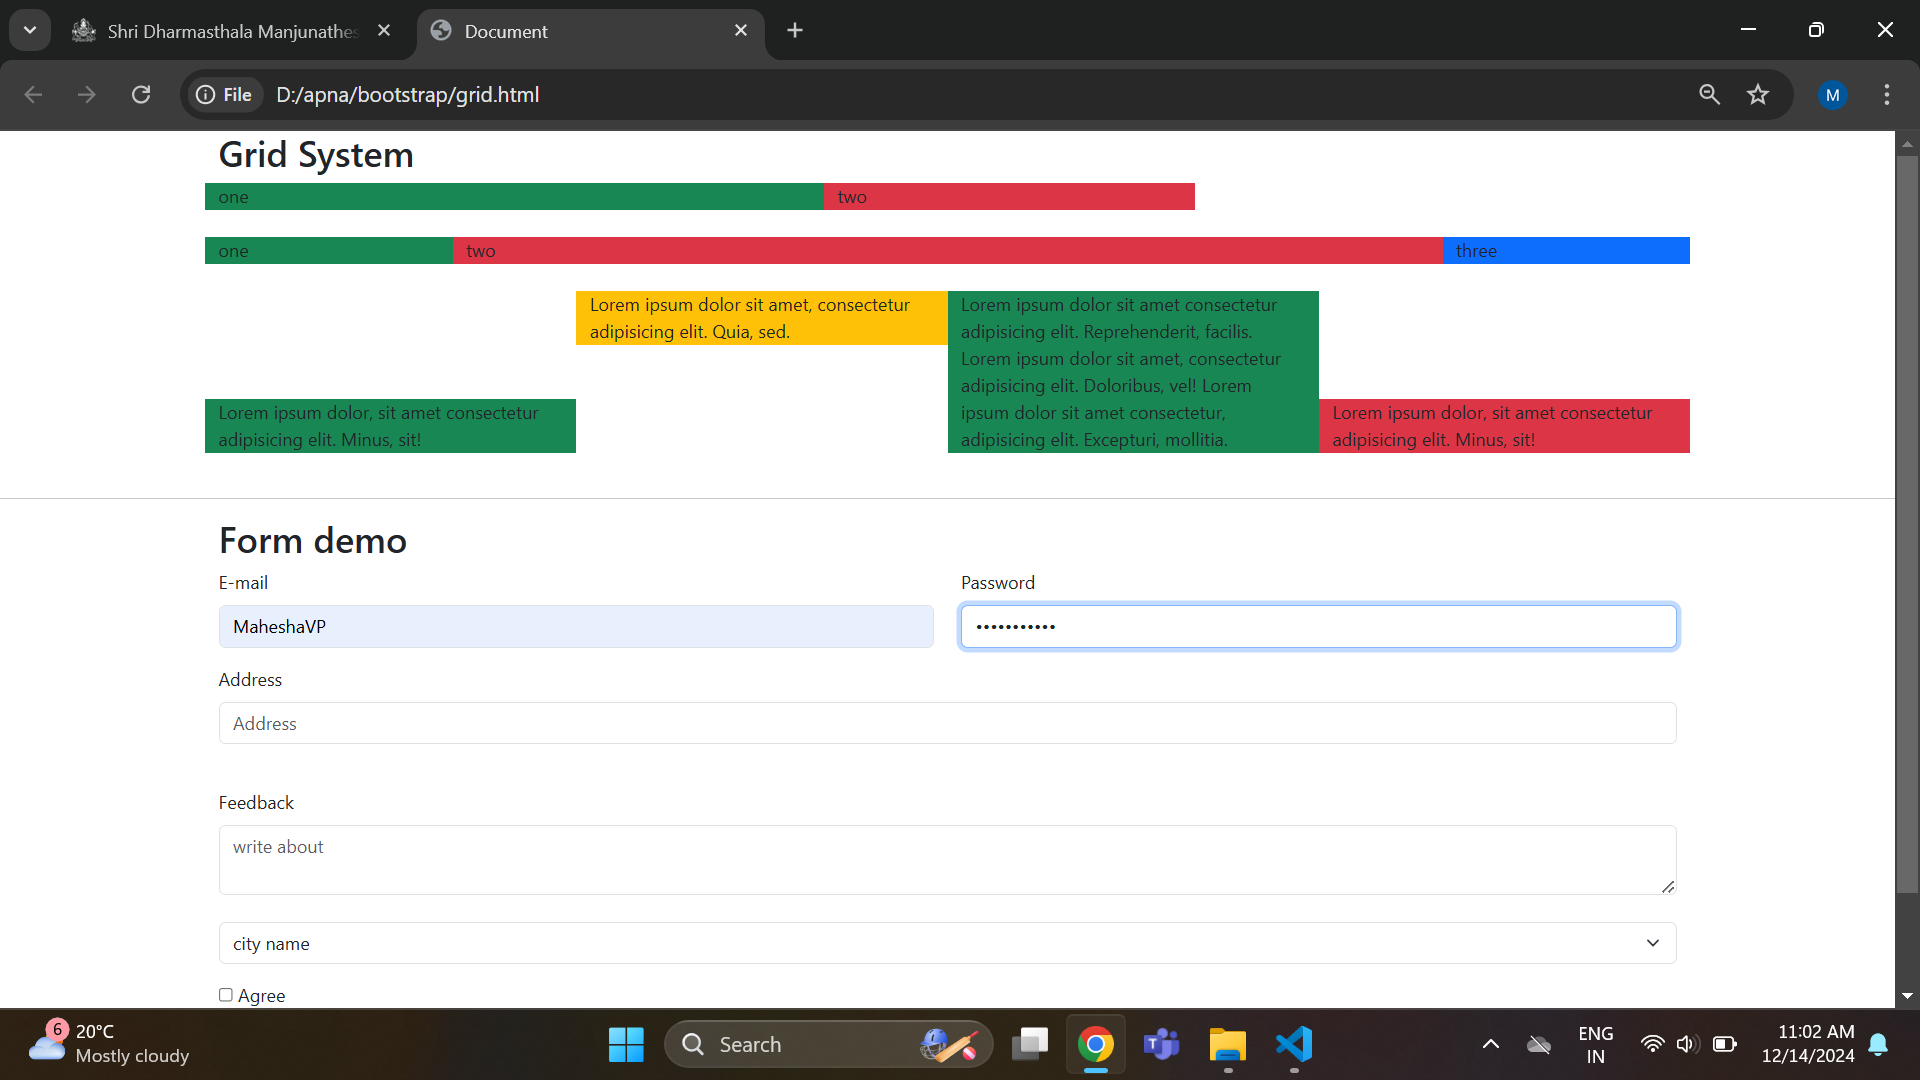 Shri Dharmasthala Manjunathes
Document
File
D:/apna/bootstrap/grid.html
M
Grid System
one
two
one
two
three
Lorem ipsum dolor sit amet, consectetur
adipisicing elit. Quia, sed.
Lorem ipsum dolor sit amet consectetur
adipisicing elit. Reprehenderit, facilis.
Lorem ipsum dolor sit amet, consectetur
adipisicing elit. Doloribus, vel! Lorem
ipsum dolor sit amet consectetur,
adipisicing elit. Excepturi, mollitia.
Lorem ipsum dolor, sit amet consectetur
adipisicing elit. Minus, sit!
Lorem ipsum dolor, sit amet consectetur
adipisicing elit. Minus, sit!
Form demo
E-mail
Password
MaheshaVP
•••••••••••
Address
Address
Feedback
write about
city name
Agree
6
20°C
Mostly cloudy
Search
ENG
IN
11:02 AM
12/14/2024